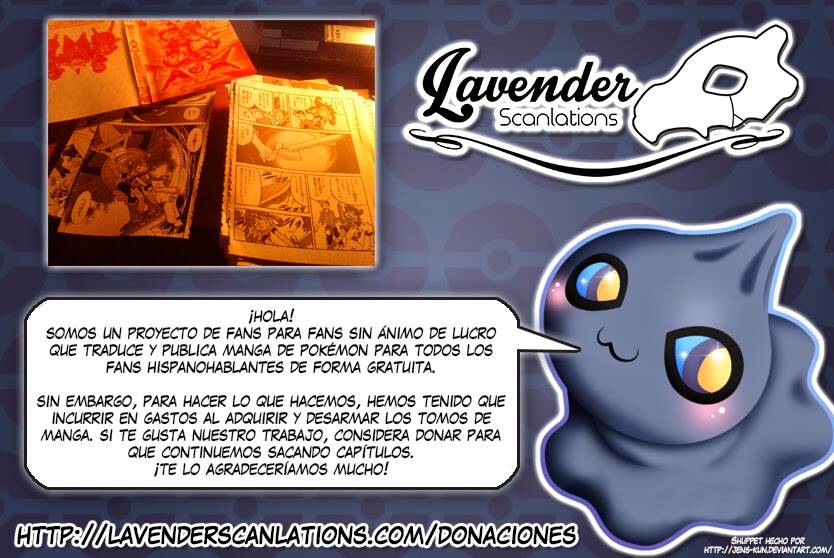 Lavender
Scanlations
¡HOLA!
SOMOS UN PROYECTO DE FANS PARA FANS SIN ÁNIMO DE LUCRO
QUE TRADUCE Y PUBLICA MANGA DE POKÉMON PARA TODOS LOS
FANS HISPANOHABLANTES DE FORMA GRATUITA.
SIN EMBARGO, PARA HACER LO QUE HACEMOS, HEMOS TENIDO QUE
INCURRIR EN GASTOS AL ADQUIRIR Y DESARMAR LOS TOMOS DE
MANGA. SI TE GUSTA NUESTRO TRABAJO, CONSIDERA DONAR PARA
QUE CONTINUEMOS SACANDO CAPÍTULOS.
¡TE LO AGRADECERÍAMOS MUCHO!
HTTP://LAVENDERSCANLATIONS.COM/DONACIONES
SHUPPET HECHO POR
HTTP://JENS-KUN.DEVIANTART.COM/